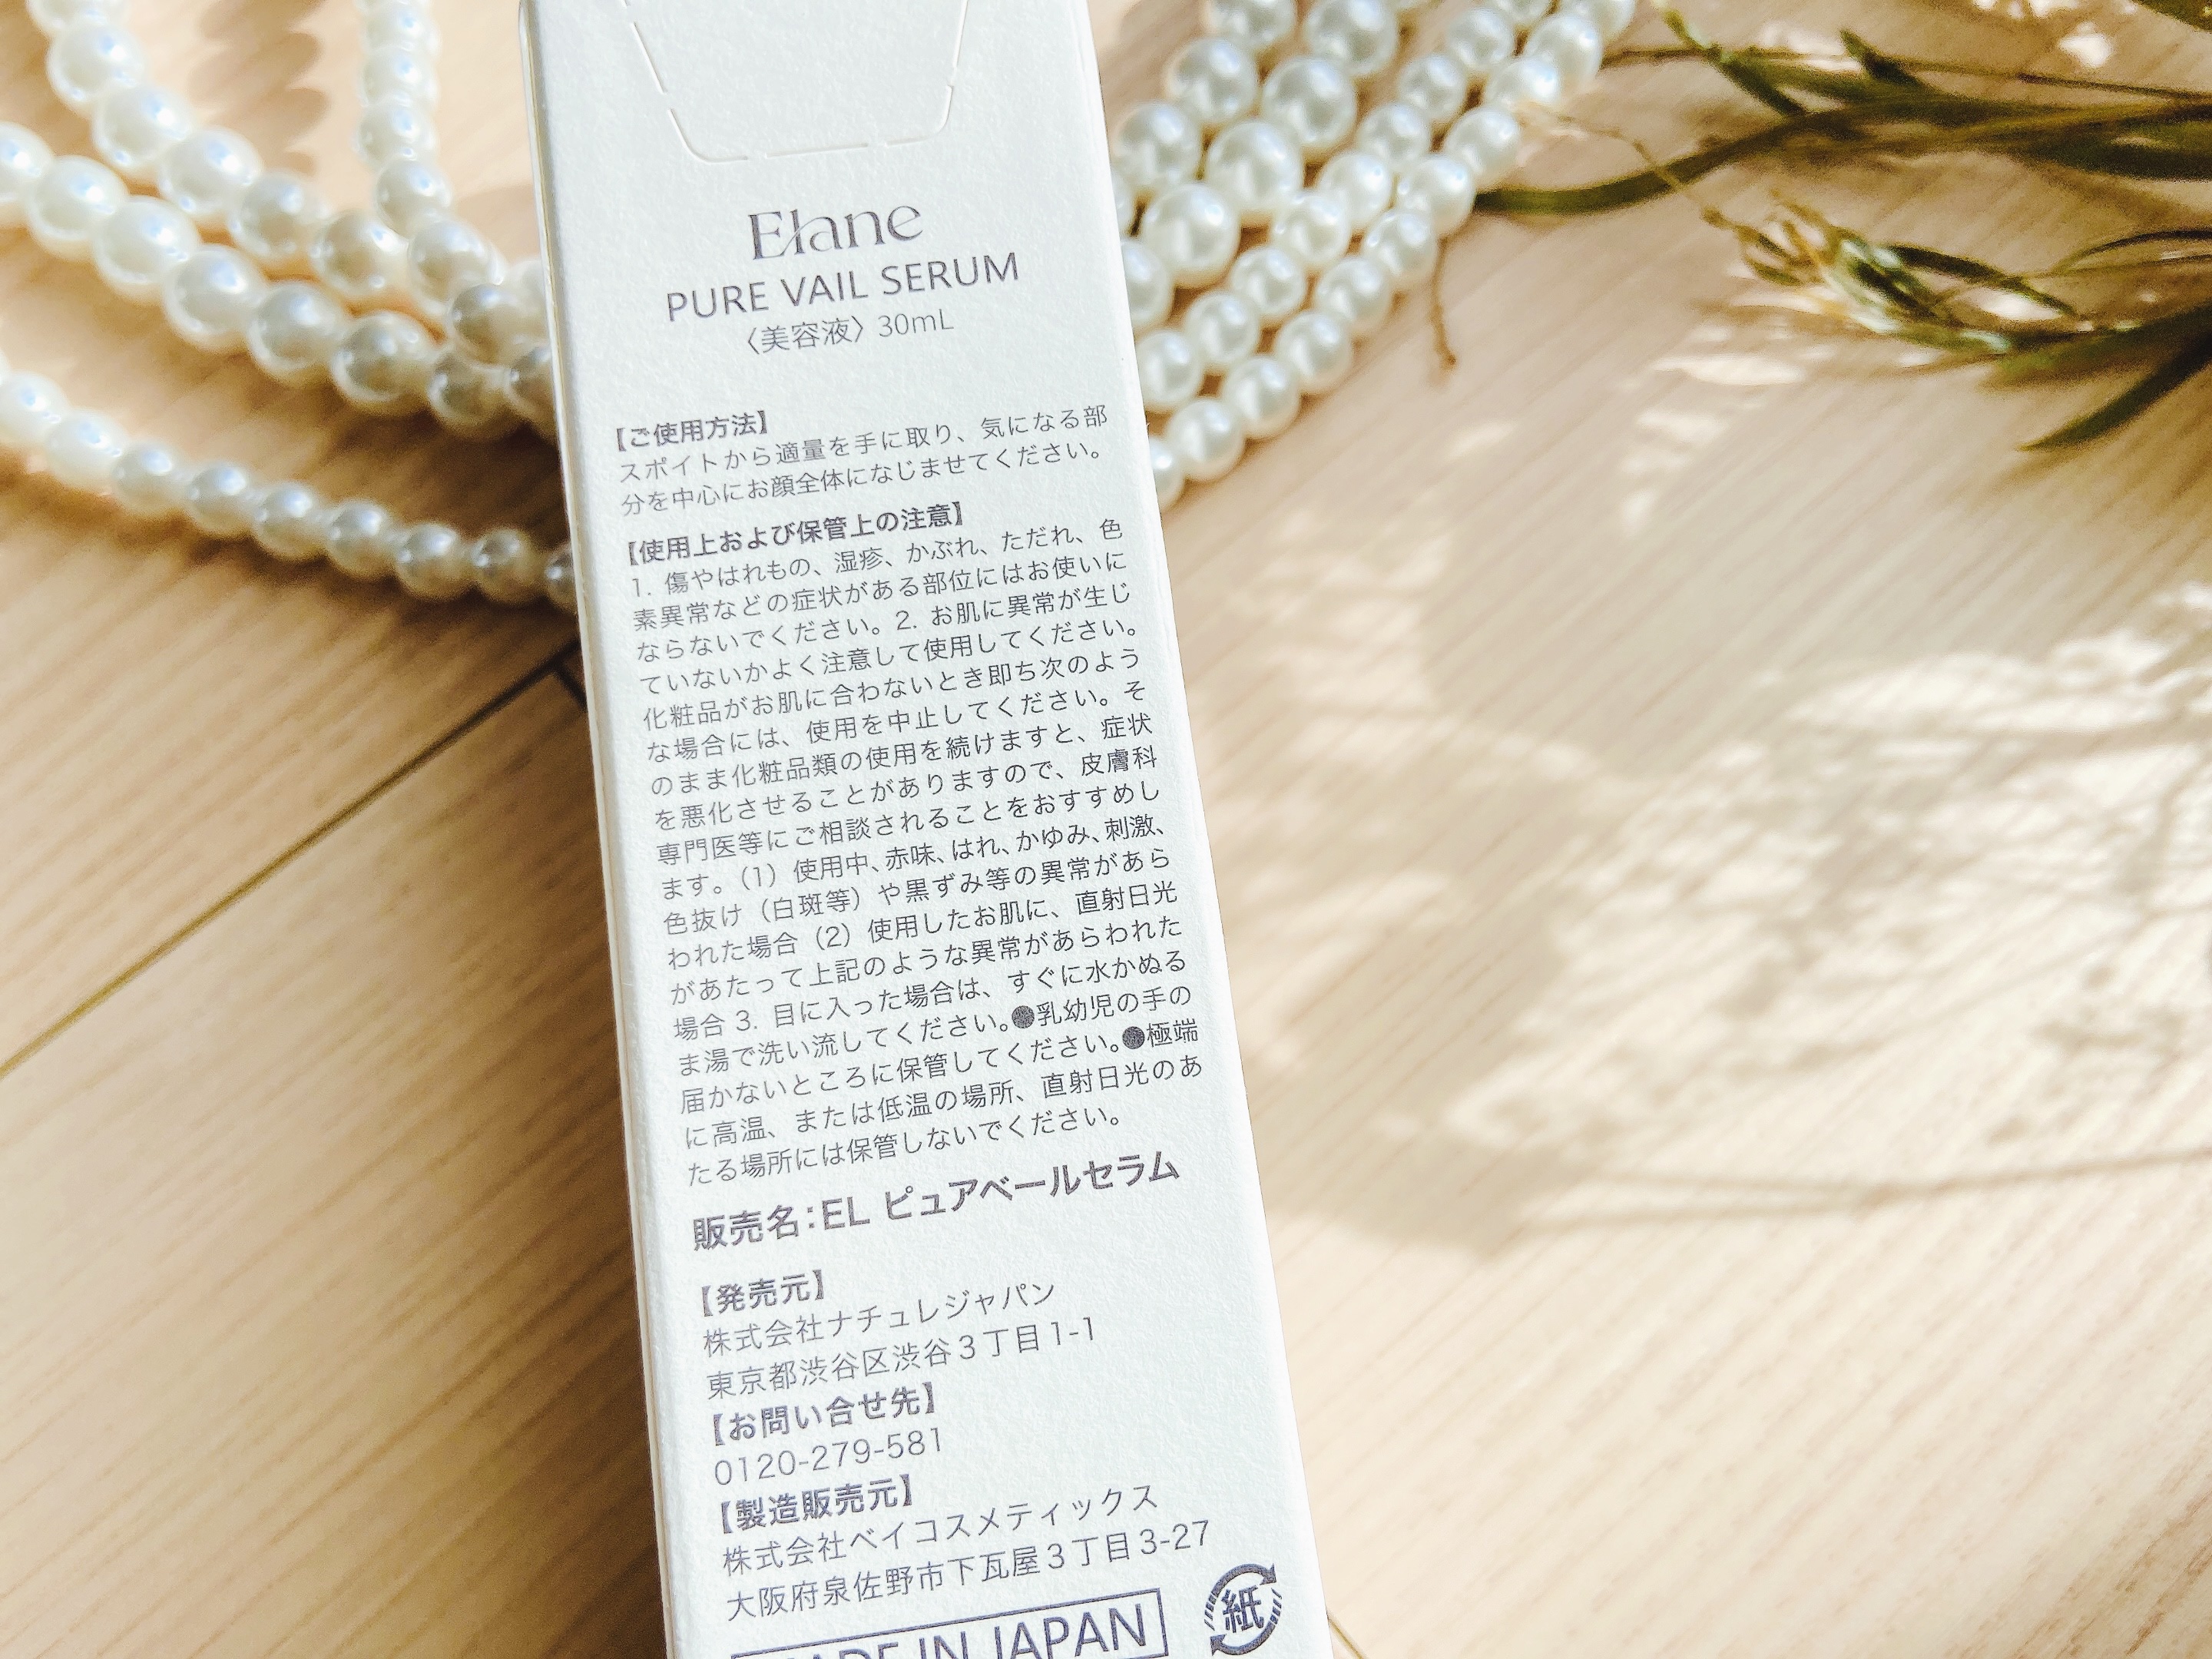 Elane
PURE VAIL SERUM
〈美容液〉30mL
【ご使用方法】
スポイトから適量を手に取り、気になる部
分を中心にお顔全体になじませてください。
【使用上および保管上の注意】
1. 傷やはれもの、湿疹、かぶれ、ただれ、色
素異常などの症状がある部位にはお使いに
ならないでください。2. お肌に異常が生じ
ていないかよく注意して使用してください。
化粧品がお肌に合わないとき即ち次のよう
な場合には、使用を中止してください。そ
のまま化粧品類の使用を続けますと、症状
を悪化させることがありますので、皮膚科
専門医等にご相談されることをおすすめし
ます。（1）使用中、赤味、はれ、かゆみ、刺激、
色抜け（白斑等）や黒ずみ等の異常があら
われた場合（2）使用したお肌に、直射日光
があたって上記のような異常があらわれた
場合 3. 目に入った場合は、すぐに水かぬる
ま湯で洗い流してください。●乳幼児の手の
届かないところに保管してください。●極端
に高温、または低温の場所、直射日光のあ
たる場所には保管しないでください。
販売名：EL ピュアベールセラム
【発売元】
株式会社ナチュレジャパン
東京都渋谷区渋谷3丁目1-1
【お問い合せ先】
0120-279-581
【製造販売元】
株式会社ベイコスメティックス
大阪府泉佐野市下瓦屋3丁目3-27
MADE IN JAPAN
紙